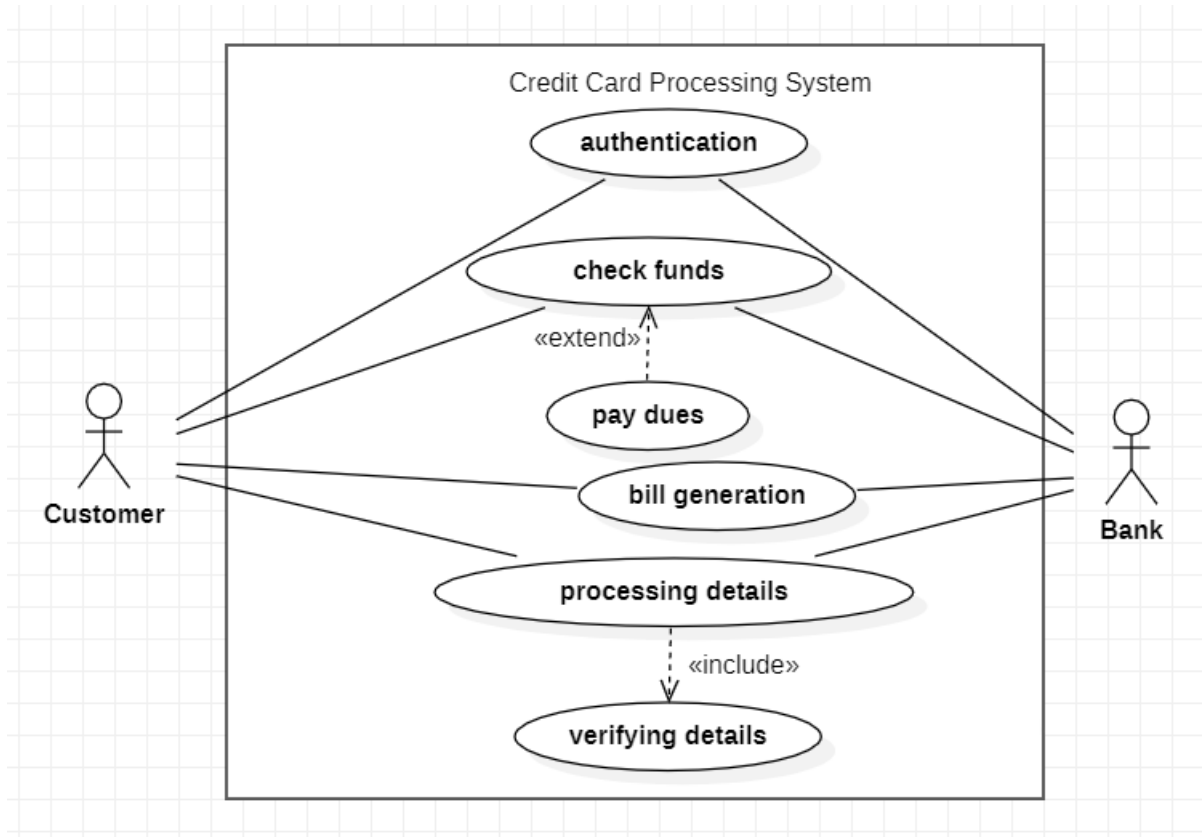 Credit Card Processing System
authentication
check funds
«extend»
pay dues
bill generation
Customer
Bank
processing details
«include»
verifying details